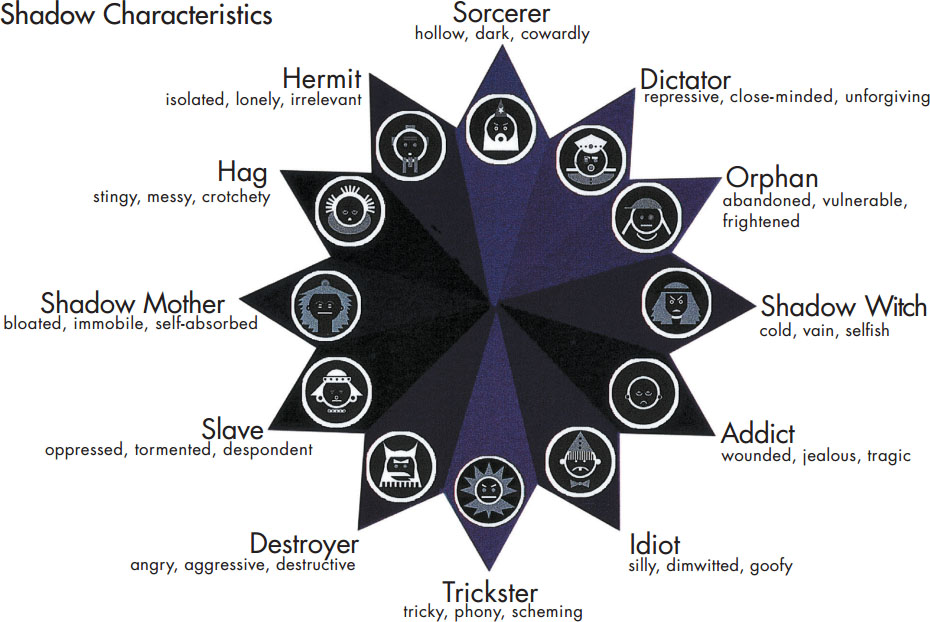 Shadow Characteristics
Sorcerer
hollow, dark, cowardly
Dictator
repressive, close-minded, unforgiving
Orphan
abandoned, vulnerable,
frightened
Shadow Witch
cold, vain, selfish
Addict
wounded, jealous, tragic
Idiot
silly, dimwitted, goofy
Trickster
tricky, phony, scheming
Destroyer
angry, aggressive, destructive
Slave
oppressed, tormented, despondent
Shadow Mother
bloated, immobile, self-absorbed
Hag
stingy, messy, crotchety
Hermit
isolated, lonely, irrelevant